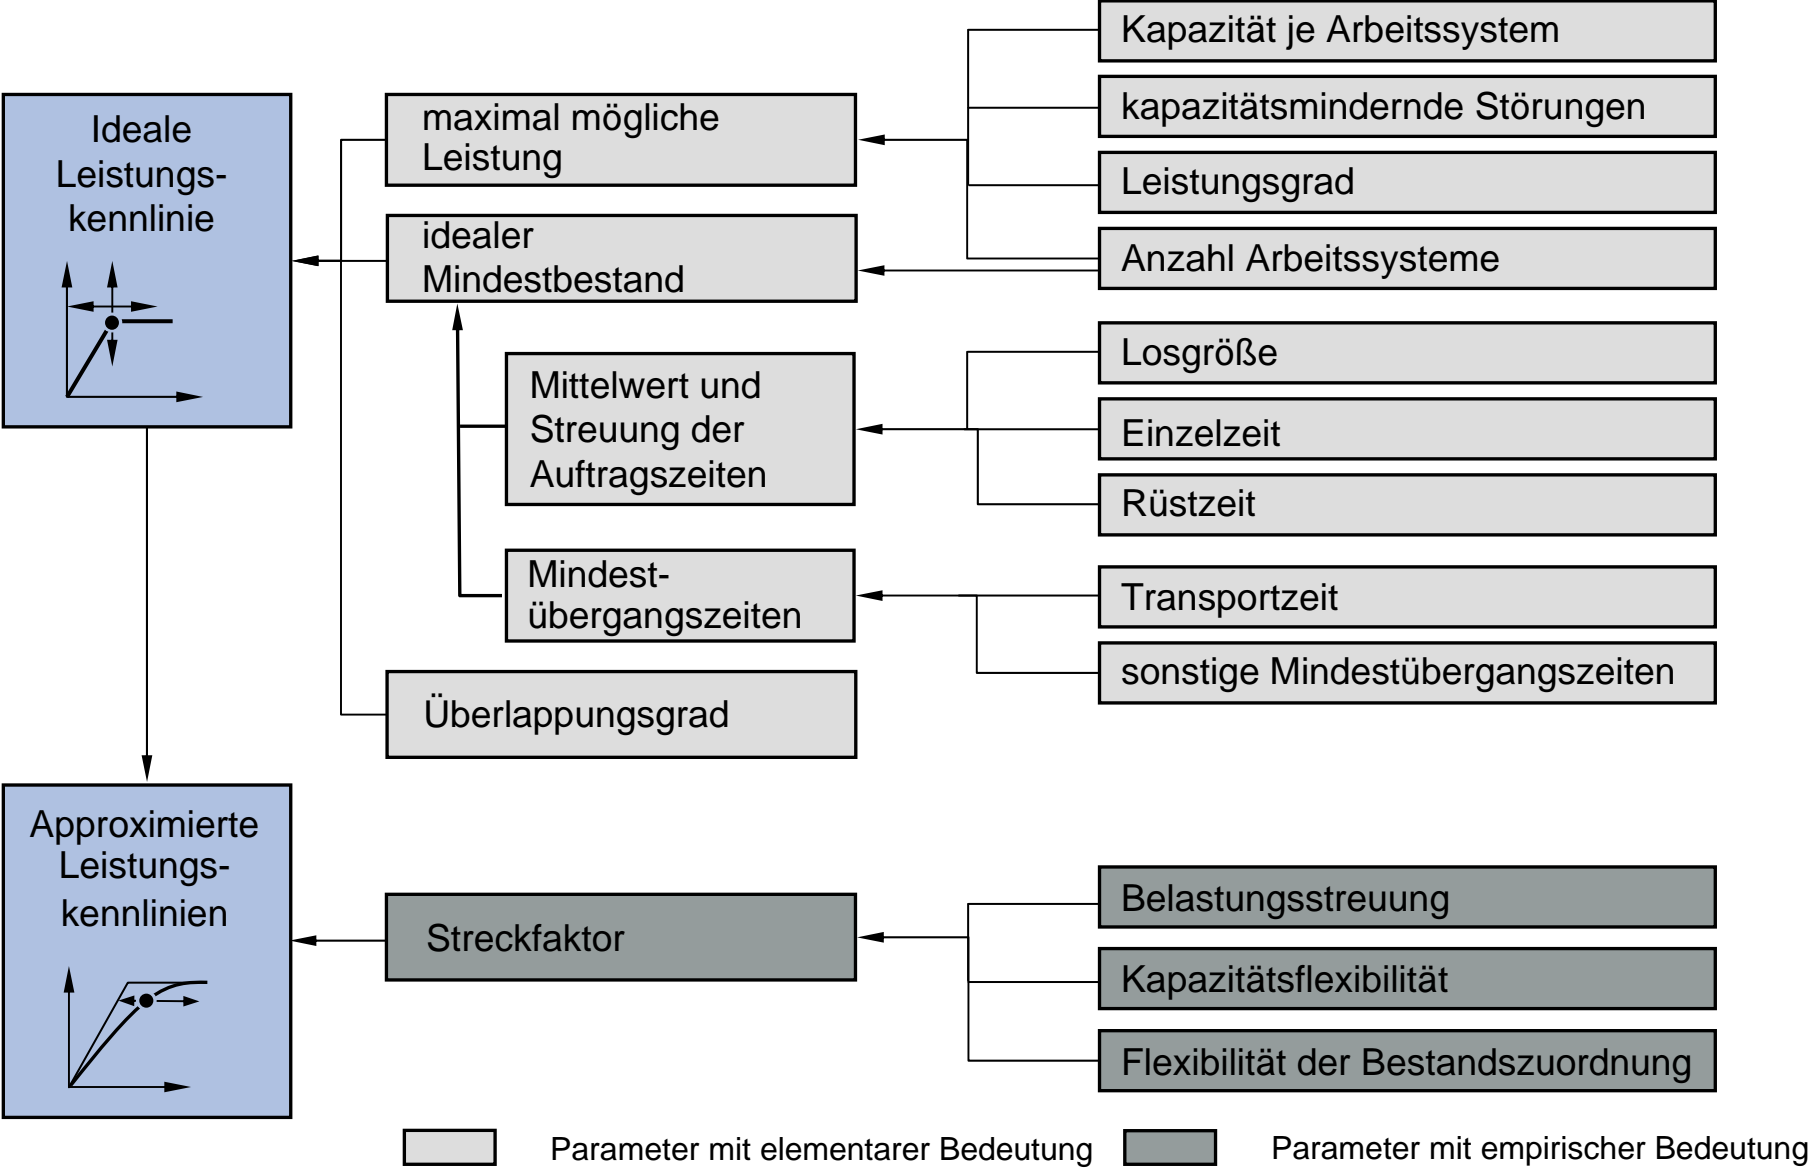 Ideale
Leistungs-
kennlinie
maximal mögliche
Leistung
idealer
Mindestbestand
Mittelwert und
Streuung der
Auftragszeiten
Mindest-
übergangszeiten
Überlappungsgrad
Kapazität je Arbeitssystem
kapazitätsmindernde Störungen
Leistungsgrad
Anzahl Arbeitssysteme
Losgröße
Einzelzeit
Rüstzeit
Transportzeit
sonstige Mindestübergangszeiten
Approximierte
Leistungs-
kennlinien
Streckfaktor
Belastungsstreuung
Kapazitätsflexibilität
Flexibilität der Bestandszuordnung
Parameter mit elementarer Bedeutung
Parameter mit empirischer Bedeutung